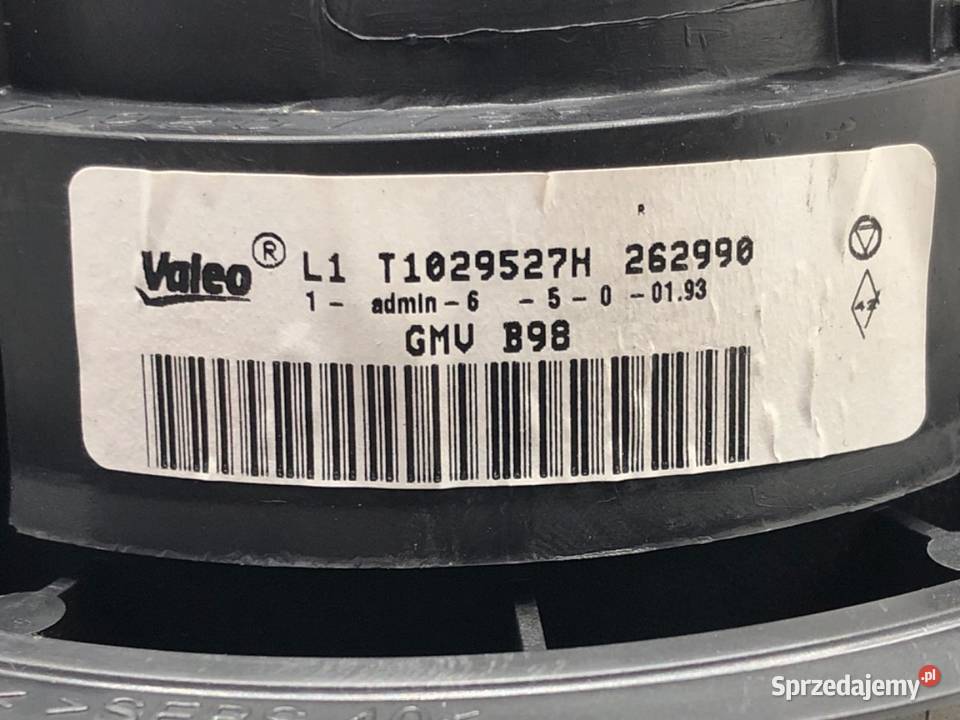 R
Valeo ® L1 T1029527H 262990
1 - admin-6 -5-0 -01.93
GMV B98
Sprzedajemy.pl